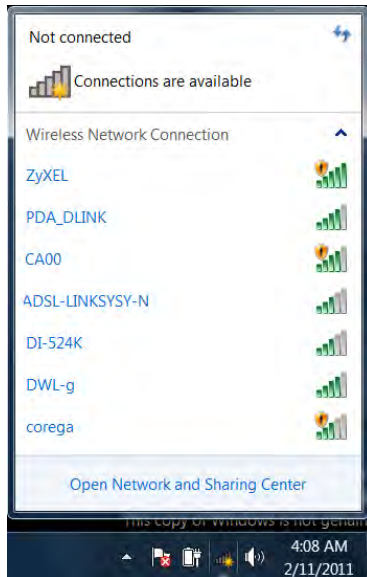 Not connected
Connections are available
Wireless Network Connection
ZyXEL
PDA_DLINK
CA00
ADSL-LINKSYSY-N
DI-524K
DWL-g
corega
Open Network and Sharing Center
This copy of Windows is not genuin
4:08 AM
2/11/2011